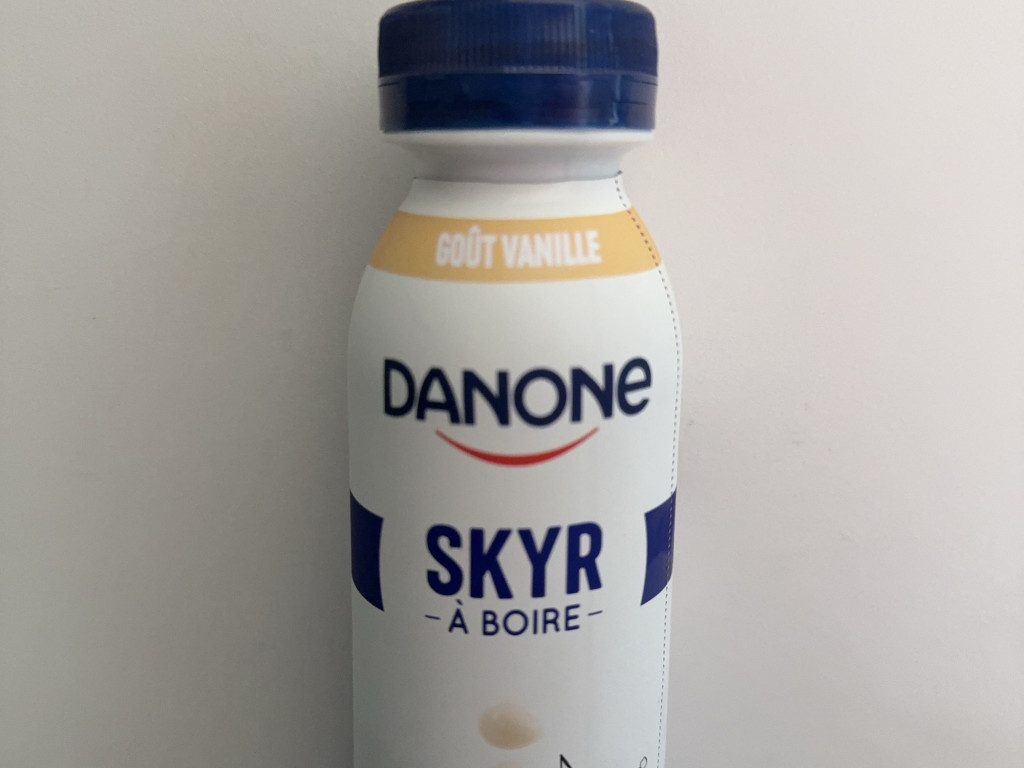 GOÛT VANILLE
DANONE
SKYR
- À BOIRE -